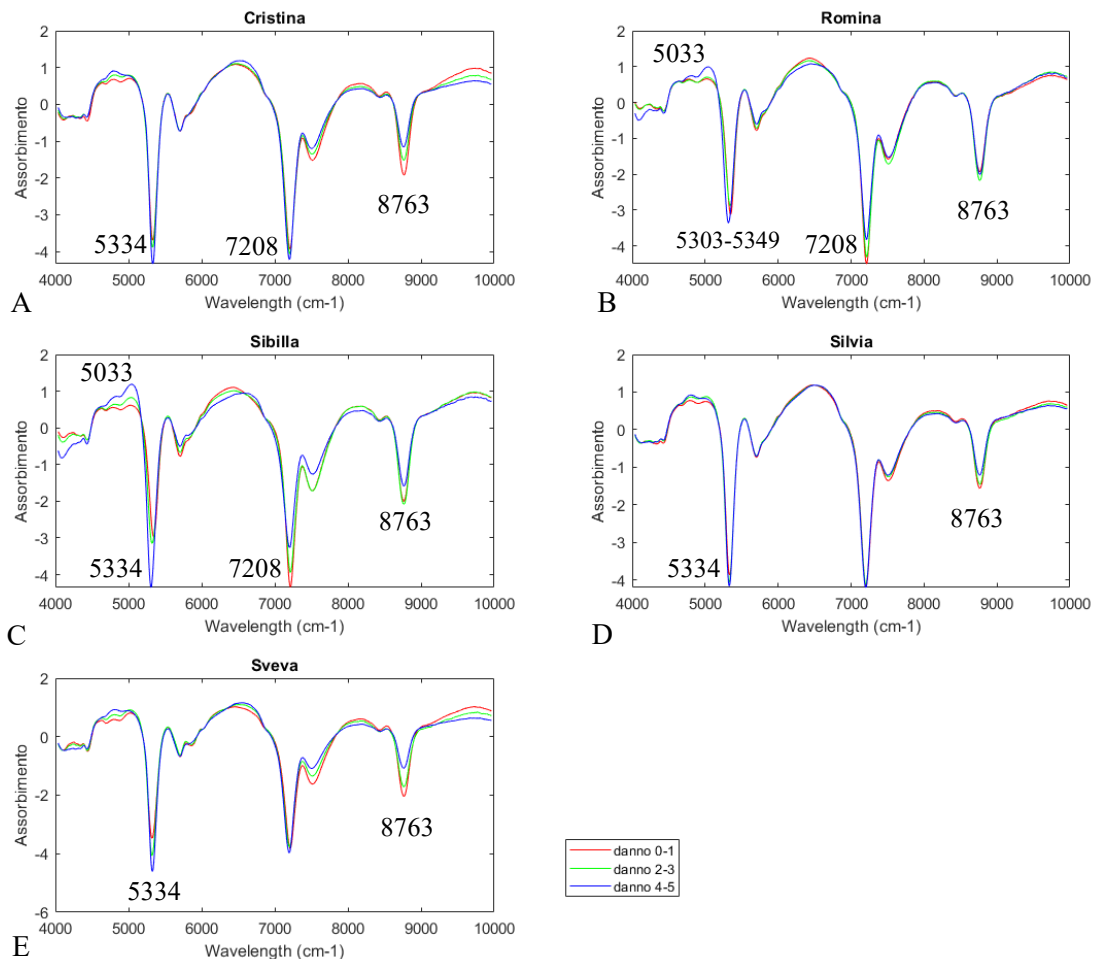 Cristina
2
1
0
-1
-2
-3
-4
Assorbimento
5334
7208
8763
4000 5000 6000 7000 8000 9000 10000
Wavelength (cm-1)
A
Romina
2
1
0
-1
-2
-3
-4
Assorbimento
5033
5303-5349
7208
8763
4000 5000 6000 7000 8000 9000 10000
Wavelength (cm-1)
B
Sibilla
2
1
0
-1
-2
-3
-4
Assorbimento
5033
5334
7208
8763
4000 5000 6000 7000 8000 9000 10000
Wavelength (cm-1)
C
Silvia
2
1
0
-1
-2
-3
-4
Assorbimento
5334
8763
4000 5000 6000 7000 8000 9000 10000
Wavelength (cm-1)
D
Sveva
2
0
-2
-4
-6
Assorbimento
5334
8763
4000 5000 6000 7000 8000 9000 10000
Wavelength (cm-1)
E
danno 0-1
danno 2-3
danno 4-5